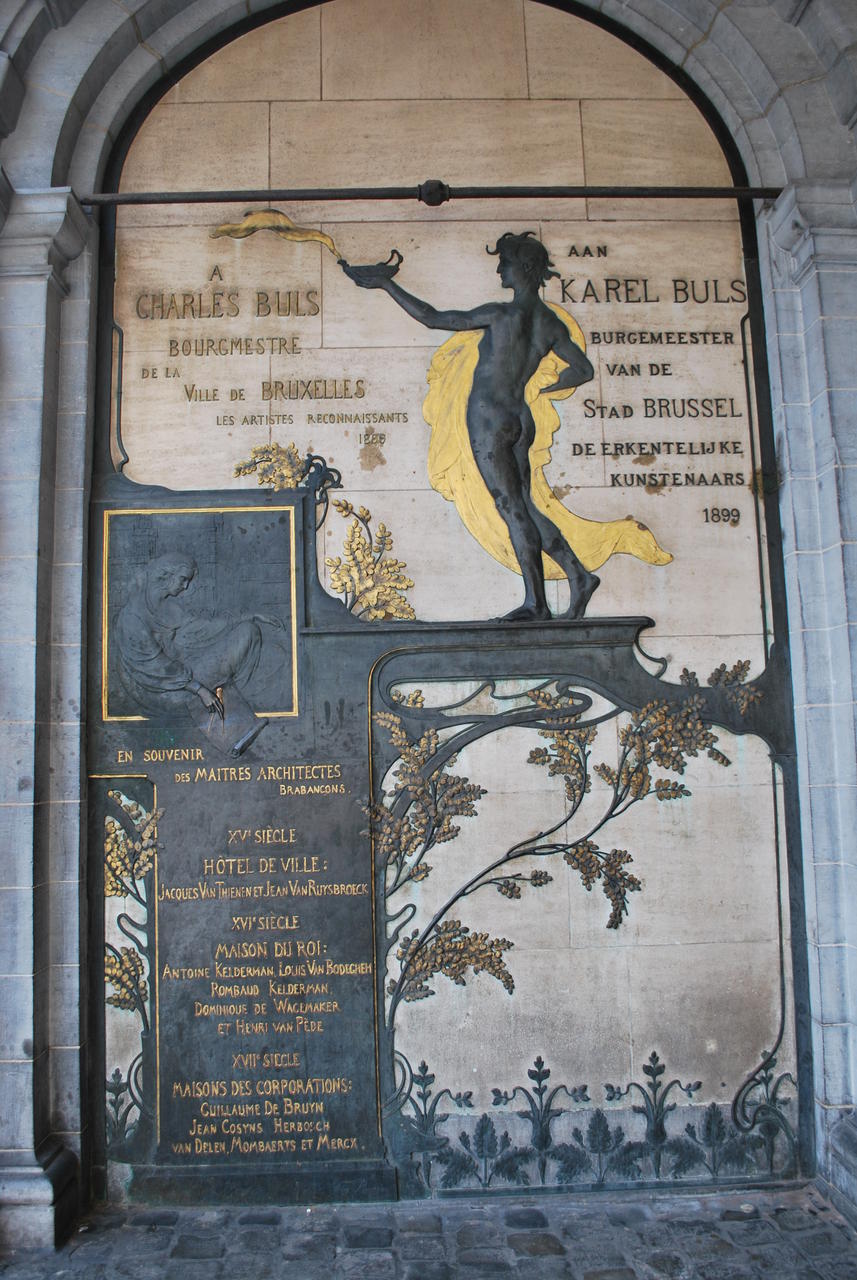 A
CHARLES BULS
BOURGMESTRE
DE LA
VILLE DE BRUXELLES
LES ARTISTES RECONNAISSANTS
AAN
KAREL BULS
BURGEMEESTER
VAN DE
STAD BRUSSEL
DE ERKENTELIJKE
KUNSTENAARS
1899
EN SOUVENIR
DES MAITRES ARCHITECTES
BRABANCONS.
XVE SIÈCLE
HÔTEL DE VILLE:
JACQUES VAN THIENEN ET JEAN VAN RUYSBROECK
XVIE SIÈCLE
MAISON DU ROI:
ANTOINE KELDERMAN, LOUIS VAN BODEGHEM
ROMBAUD KELDERMAN,
DOMINIQUE DE WAGEMAKER
ET HENRI VAN PÈDE
XVIIE SIECLE
MAISONS DES CORPORATIONS:
GUILLAUME DE BRUYN
JEAN COSYNS HERBOSCH
VAN DELEN, MOMBAERTS ET MERCX.